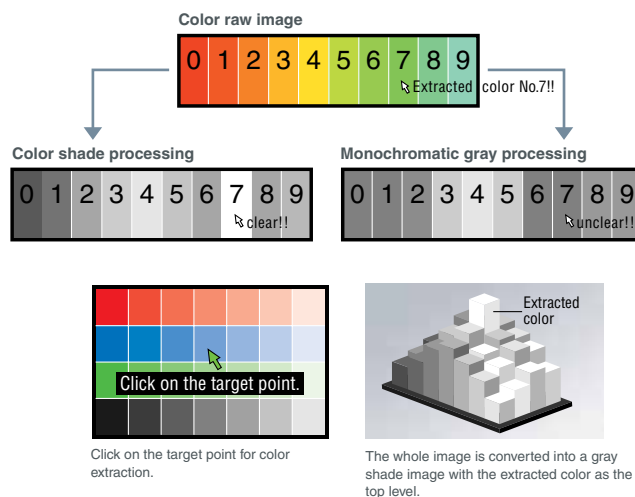 Color raw image
0 1 2 3 4 5 6 7 8 9
Extracted color No.7!!
Color shade processing
0 1 2 3 4 5 6 7 8 9
clear!!
Monochromatic gray processing
0 1 2 3 4 5 6 7 8 9
unclear!!
Click on the target point.
Click on the target point for color
extraction.
Extracted
color
The whole image is converted into a gray
shade image with the extracted color as the
top level.